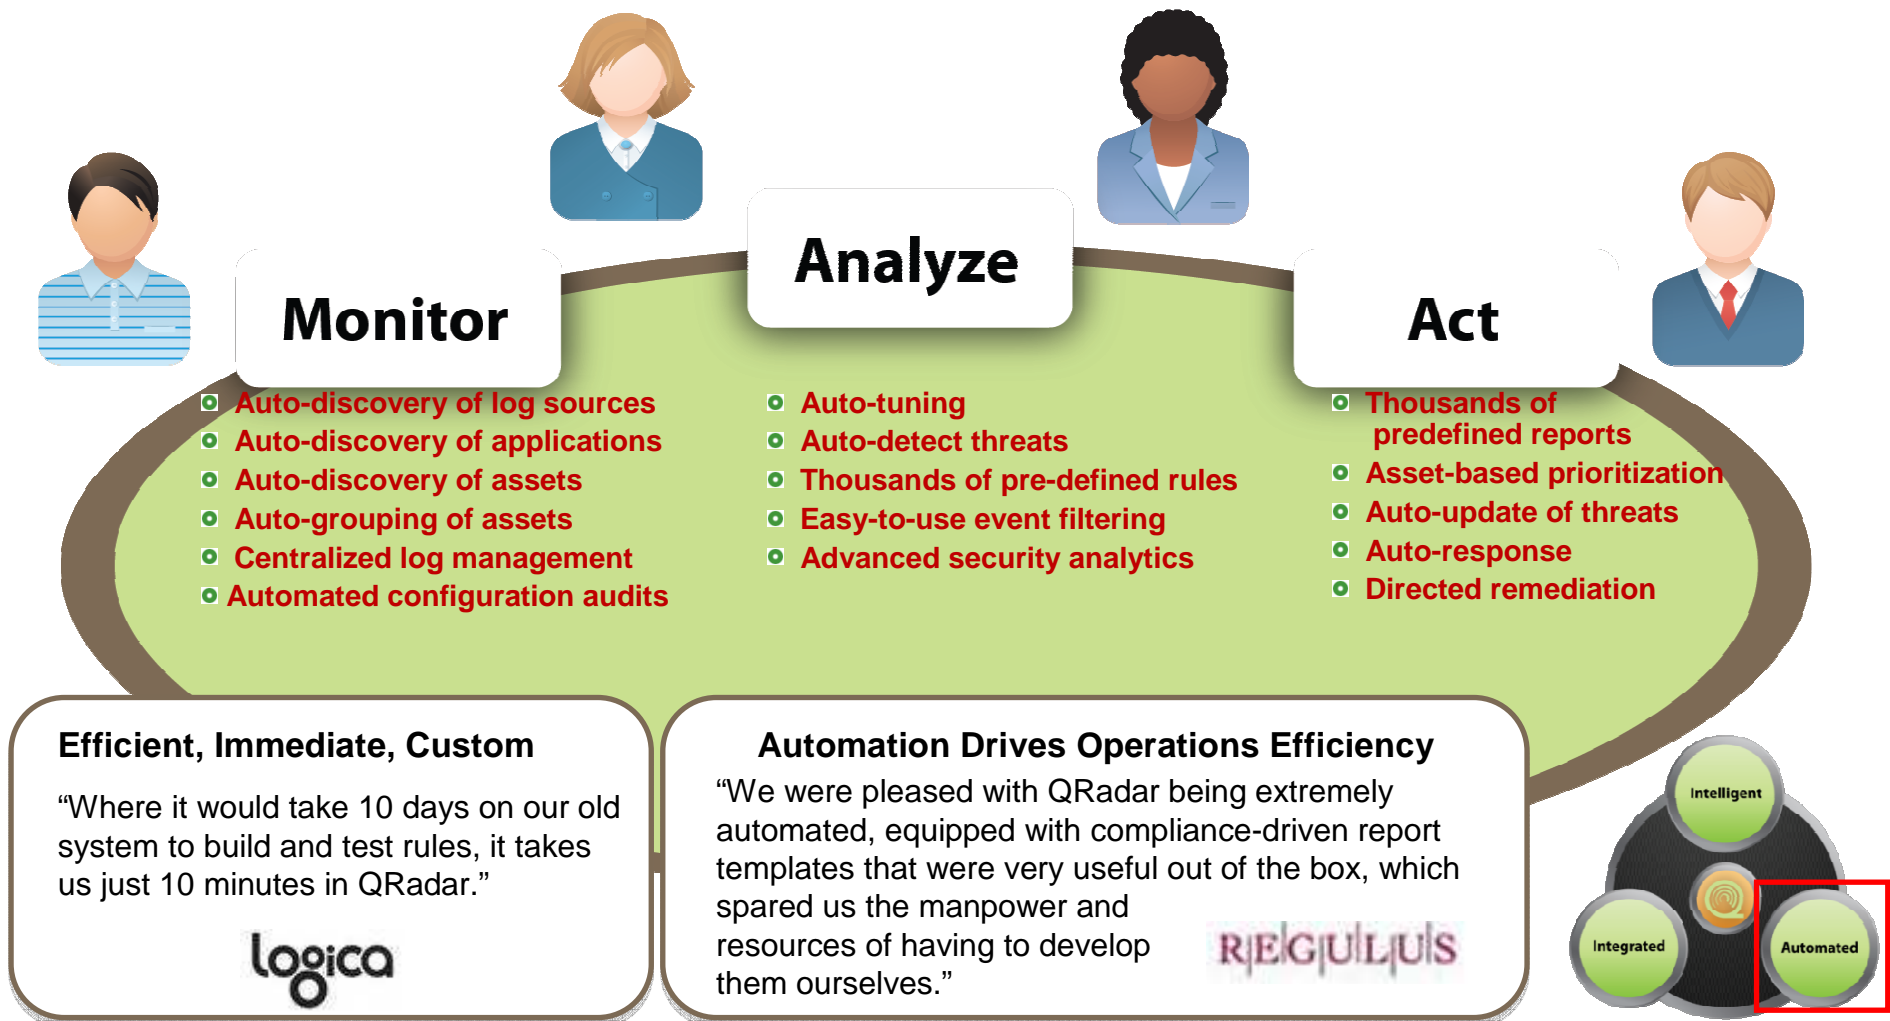 Monitor
Analyze
Act
Auto-discovery of log sources
Auto-discovery of applications
Auto-discovery of assets
Auto-grouping of assets
Centralized log management
Automated configuration audits
Auto-tuning
Auto-detect threats
Thousands of pre-defined rules
Easy-to-use event filtering
Advanced security analytics
Thousands of
predefined reports
Asset-based prioritization
Auto-update of threats
Auto-response
Directed remediation
Efficient, Immediate, Custom
“Where it would take 10 days on our old
system to build and test rules, it takes
us just 10 minutes in QRadar.”
logica
Automation Drives Operations Efficiency
“We were pleased with QRadar being extremely
automated, equipped with compliance-driven report
templates that were very useful out of the box, which
spared us the manpower and
resources of having to develop
them ourselves.”
R|E|G|U|L|U|S
Intelligent
Integrated
Automated